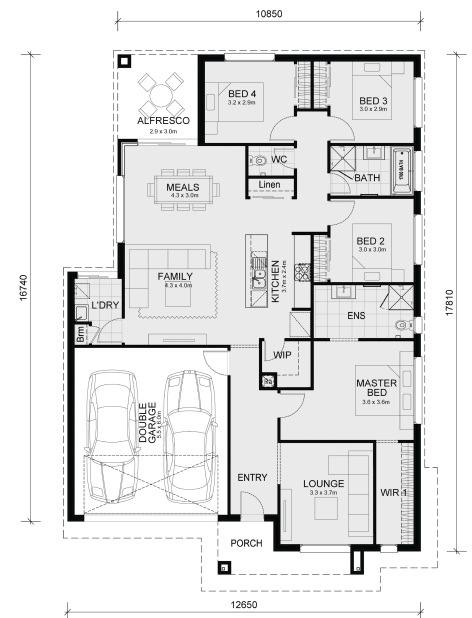 10850
BED 4
3.2 x 2.9m
BED 3
3.0 x 2.9m
ALFRESCO
2.9 x 3.0m
WC
BATH
1700 BATH
MEALS
4.3 x 3.0m
Linen
BED 2
3.0 x 3.0m
KITCHEN
3.7m x 2.4m
FAMILY
4.3 x 4.0m
16740
17810
L'DRY
Brm
ENS
WIP
MASTER
BED
3.6 x 3.6m
DOUBLE
GARAGE
5.5 x 6.0m
ENTRY
LOUNGE
3.3 x 3.7m
WIR 1
PORCH
12650